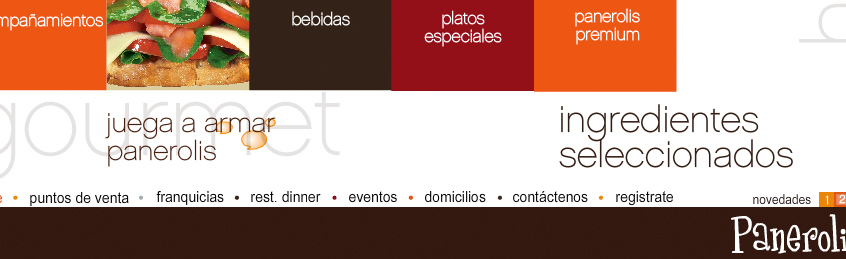 mpañamientos
bebidas
platos
especiales
panerolis
premium
gourmet
juega a armar
panerolis
ingredientes
seleccionados
puntos de venta • franquicias • rest. dinner • eventos • domicilios • contáctenos • registrate
novedades 1 2
Paneroli